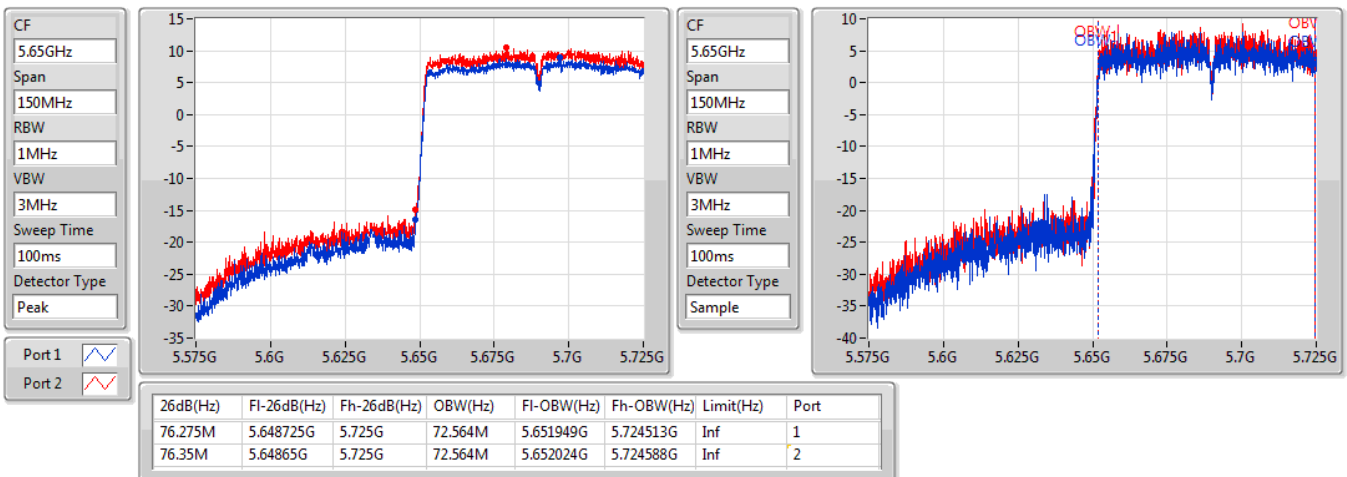 CF
5.65GHz
Span
150MHz
RBW
1MHz
VBW
3MHz
Sweep Time
100ms
Detector Type
Peak
15
10
5
0
-5
-10
-15
-20
-25
-30
-35
5.575G 5.6G 5.625G 5.65G 5.675G 5.7G 5.725G
Port 1
Port 2
CF
5.65GHz
Span
150MHz
RBW
1MHz
VBW
3MHz
Sweep Time
100ms
Detector Type
Sample
10
5
0
-5
-10
-15
-20
-25
-30
-35
-40
5.575G 5.6G 5.625G 5.65G 5.675G 5.7G 5.725G
26dB(Hz) Fl-26dB(Hz) Fh-26dB(Hz) OBW(Hz) Fl-OBW(Hz) Fh-OBW(Hz) Limit(Hz) Port
76.275M 5.648725G 5.725G 72.564M 5.651949G 5.724513G Inf 1
76.35M 5.64865G 5.725G 72.564M 5.652024G 5.724588G Inf 2